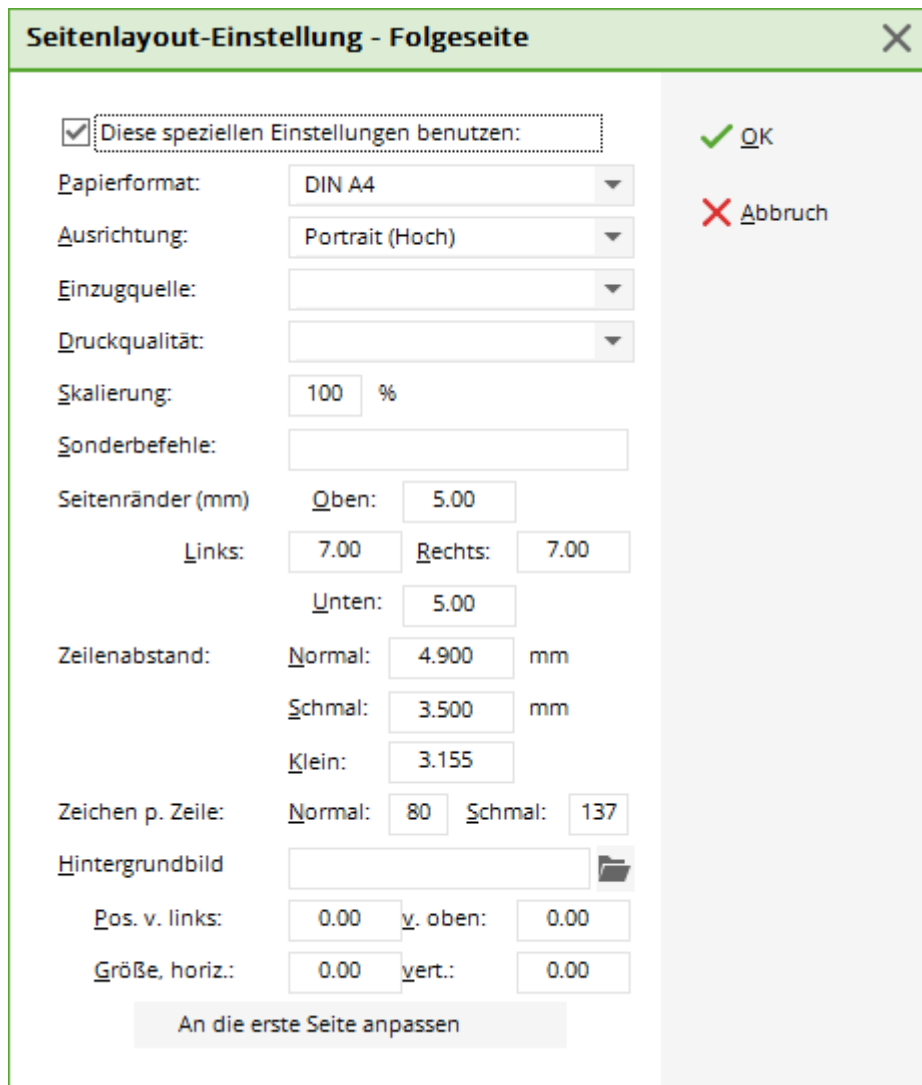 Seitenlayout-Einstellung - Folgeseite
Diese speziellen Einstellungen benutzen:
OK
Papierformat: DIN A4
Abbruch
Ausrichtung: Portrait (Hoch)
Einzugquelle:
Druckqualität:
Skalierung: 100 %
Sonderbefehle:
Seitenränder (mm) Oben: 5.00
Links: 7.00 Rechts: 7.00
Unten: 5.00
Zeilenabstand: Normal: 4.900 mm
Schmal: 3.500 mm
Klein: 3.155
Zeichen p. Zeile: Normal: 80 Schmal: 137
Hintergrundbild
Pos. v. links: 0.00 v. oben: 0.00
Größe, horiz.: 0.00 vert.: 0.00
An die erste Seite anpassen